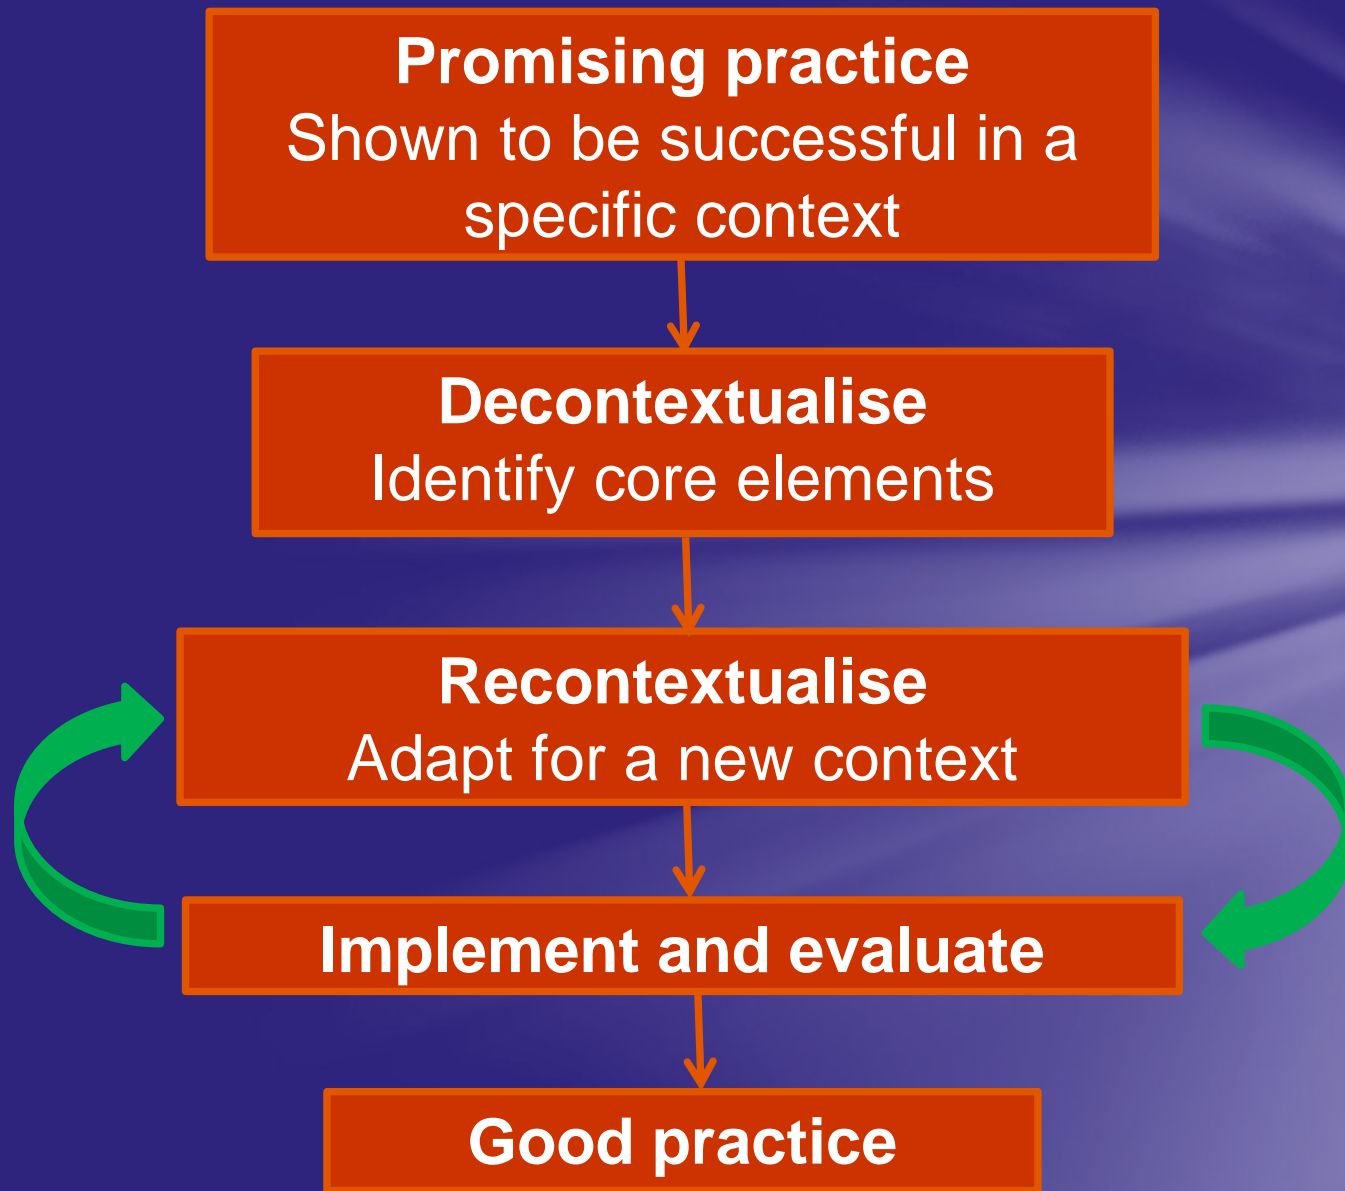 Promising practice
Shown to be successful in a
specific context
Decontextualise
Identify core elements
Recontextualise
Adapt for a new context
Implement and evaluate
Good practice